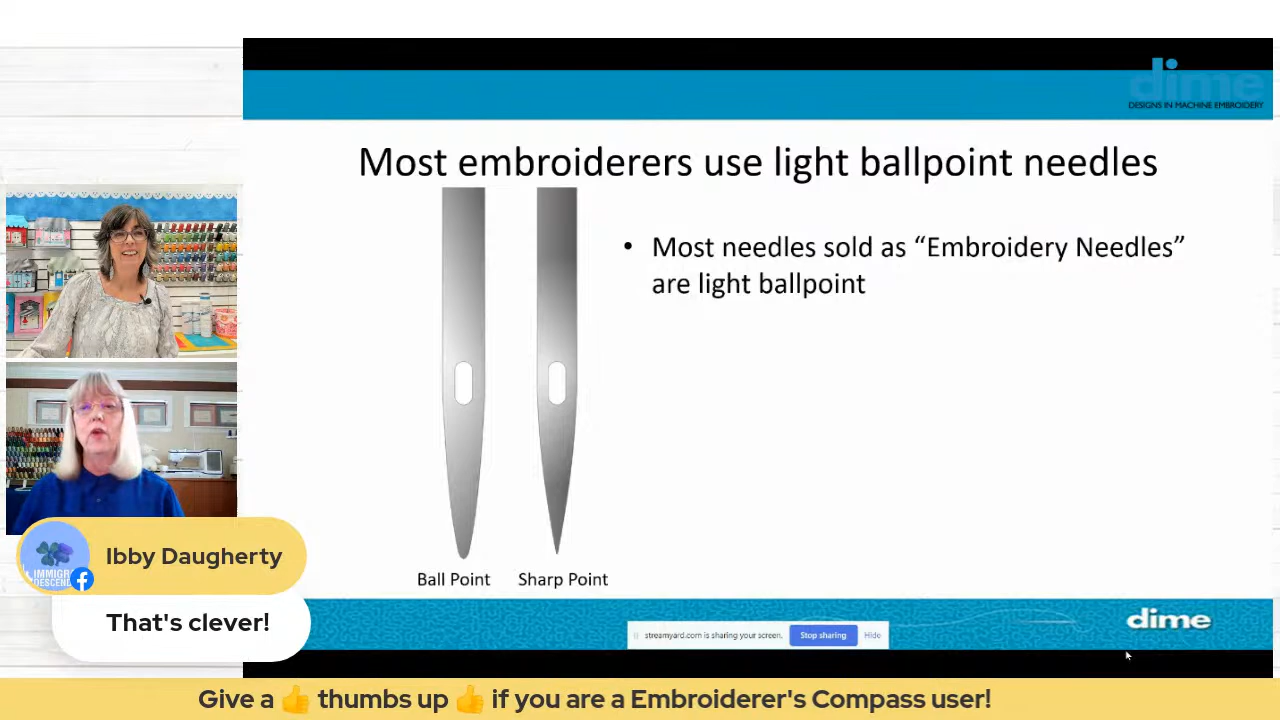 dime
DESIGNS IN MACHINE EMBROIDERY
Most embroiderers use light ballpoint needles
• Most needles sold as “Embroidery Needles”
are light ballpoint
Ball Point
Sharp Point
Ibby Daugherty
That's clever!
streamyard.com is sharing your screen.
Stop sharing
Hide
dime
Give a 👍 thumbs up 👍 if you are a Embroiderer's Compass user!